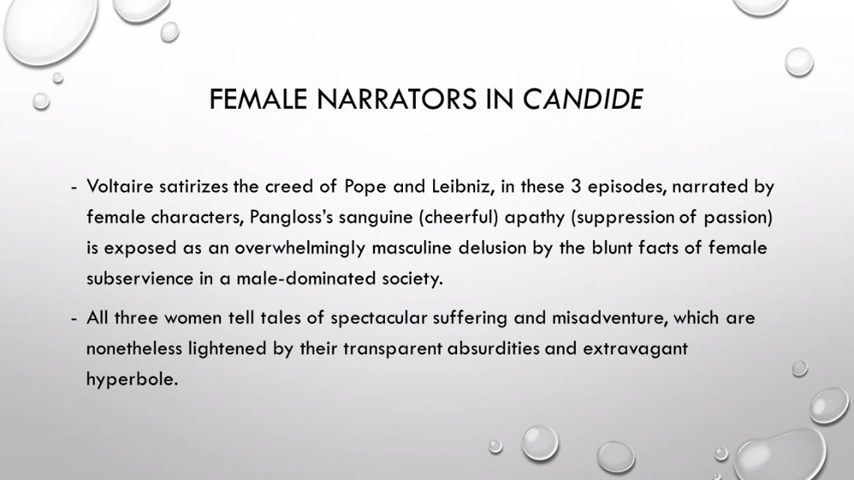 FEMALE NARRATORS IN CANDIDE
- Voltaire satirizes the creed of Pope and Leibniz, in these 3 episodes, narrated by
female characters, Pangloss's sanguine (cheerful) apathy (suppression of passion)
is exposed as an overwhelmingly masculine delusion by the blunt facts of female
subservience in a male-dominated society.
- All three women tell tales of spectacular suffering and misadventure, which are
nonetheless lightened by their transparent absurdities and extravagant
hyperbole.